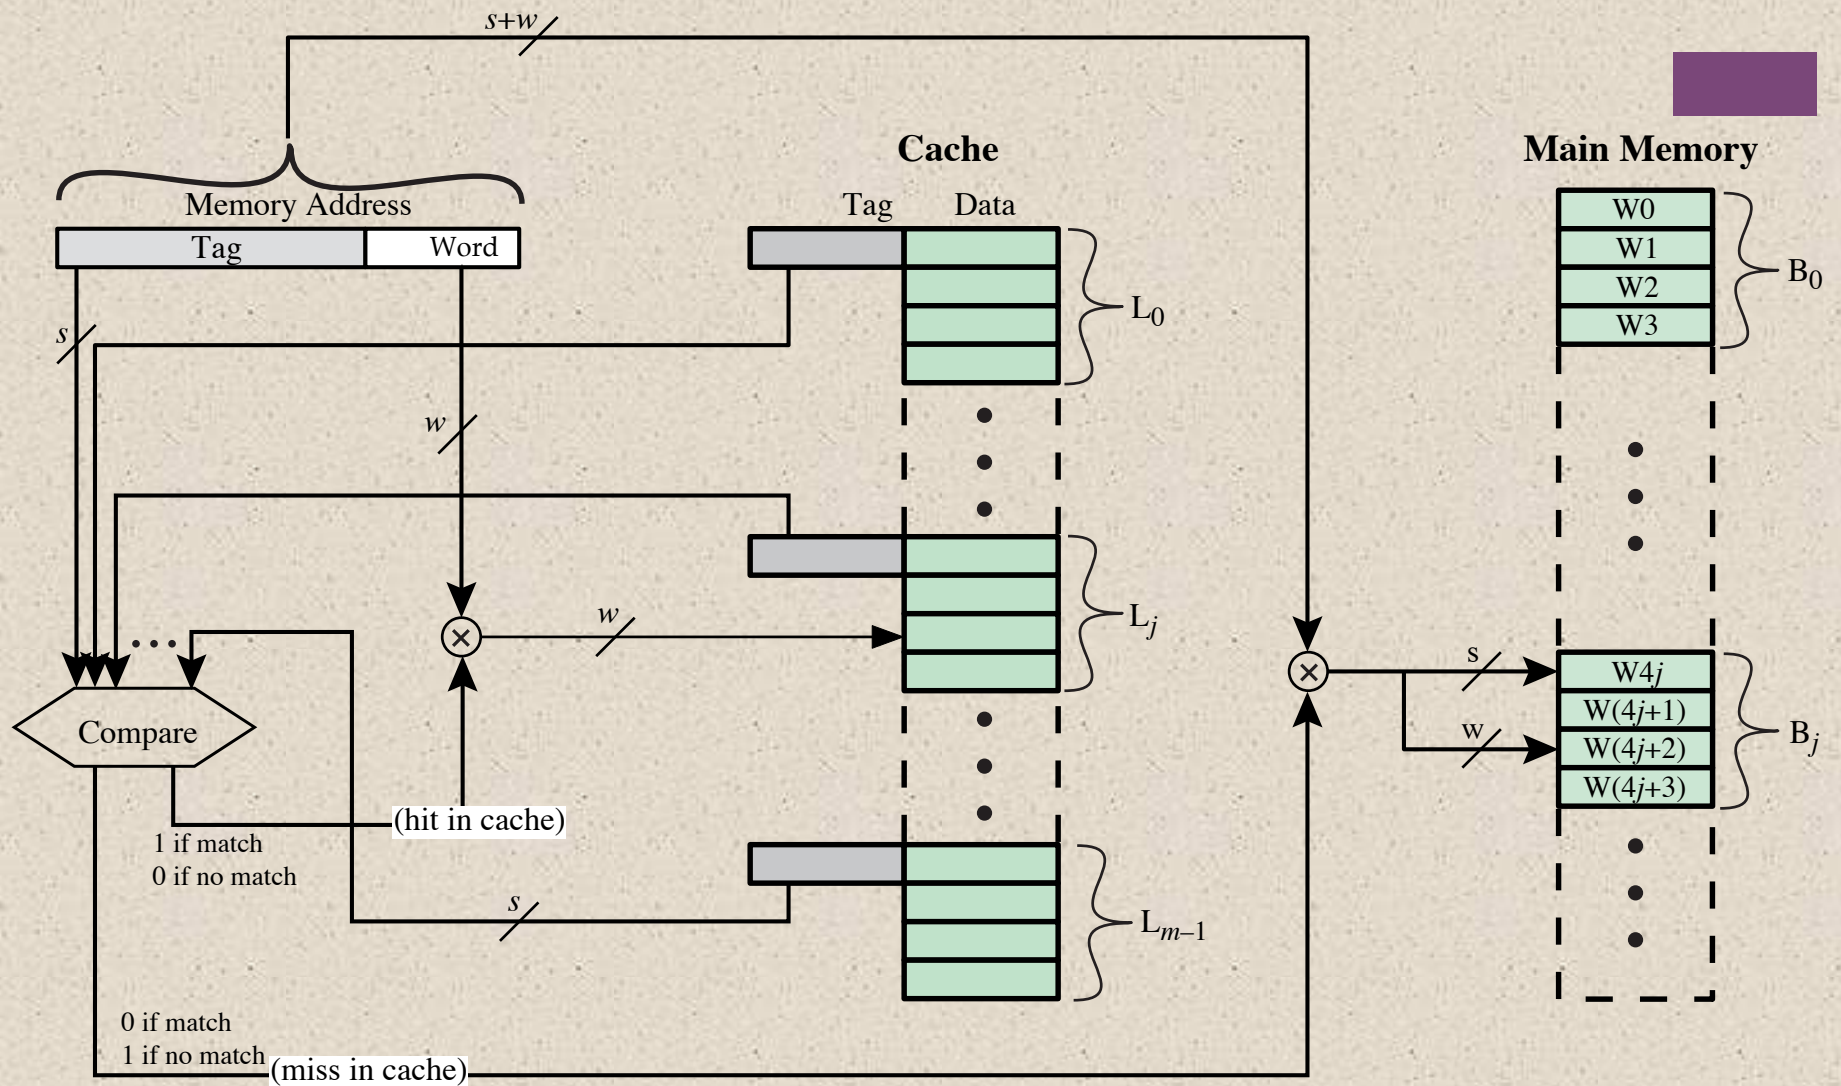 s+w
Cache
Main Memory
Memory Address
Tag Data
Tag Word
W0
W1
W2
W3
B0
L0
s
w
Lj
w
s
W4j
W(4j+1)
W(4j+2)
W(4j+3)
w
Bj
Compare
(hit in cache)
1 if match
0 if no match
s
Lm–1
0 if match
1 if no match
(miss in cache)